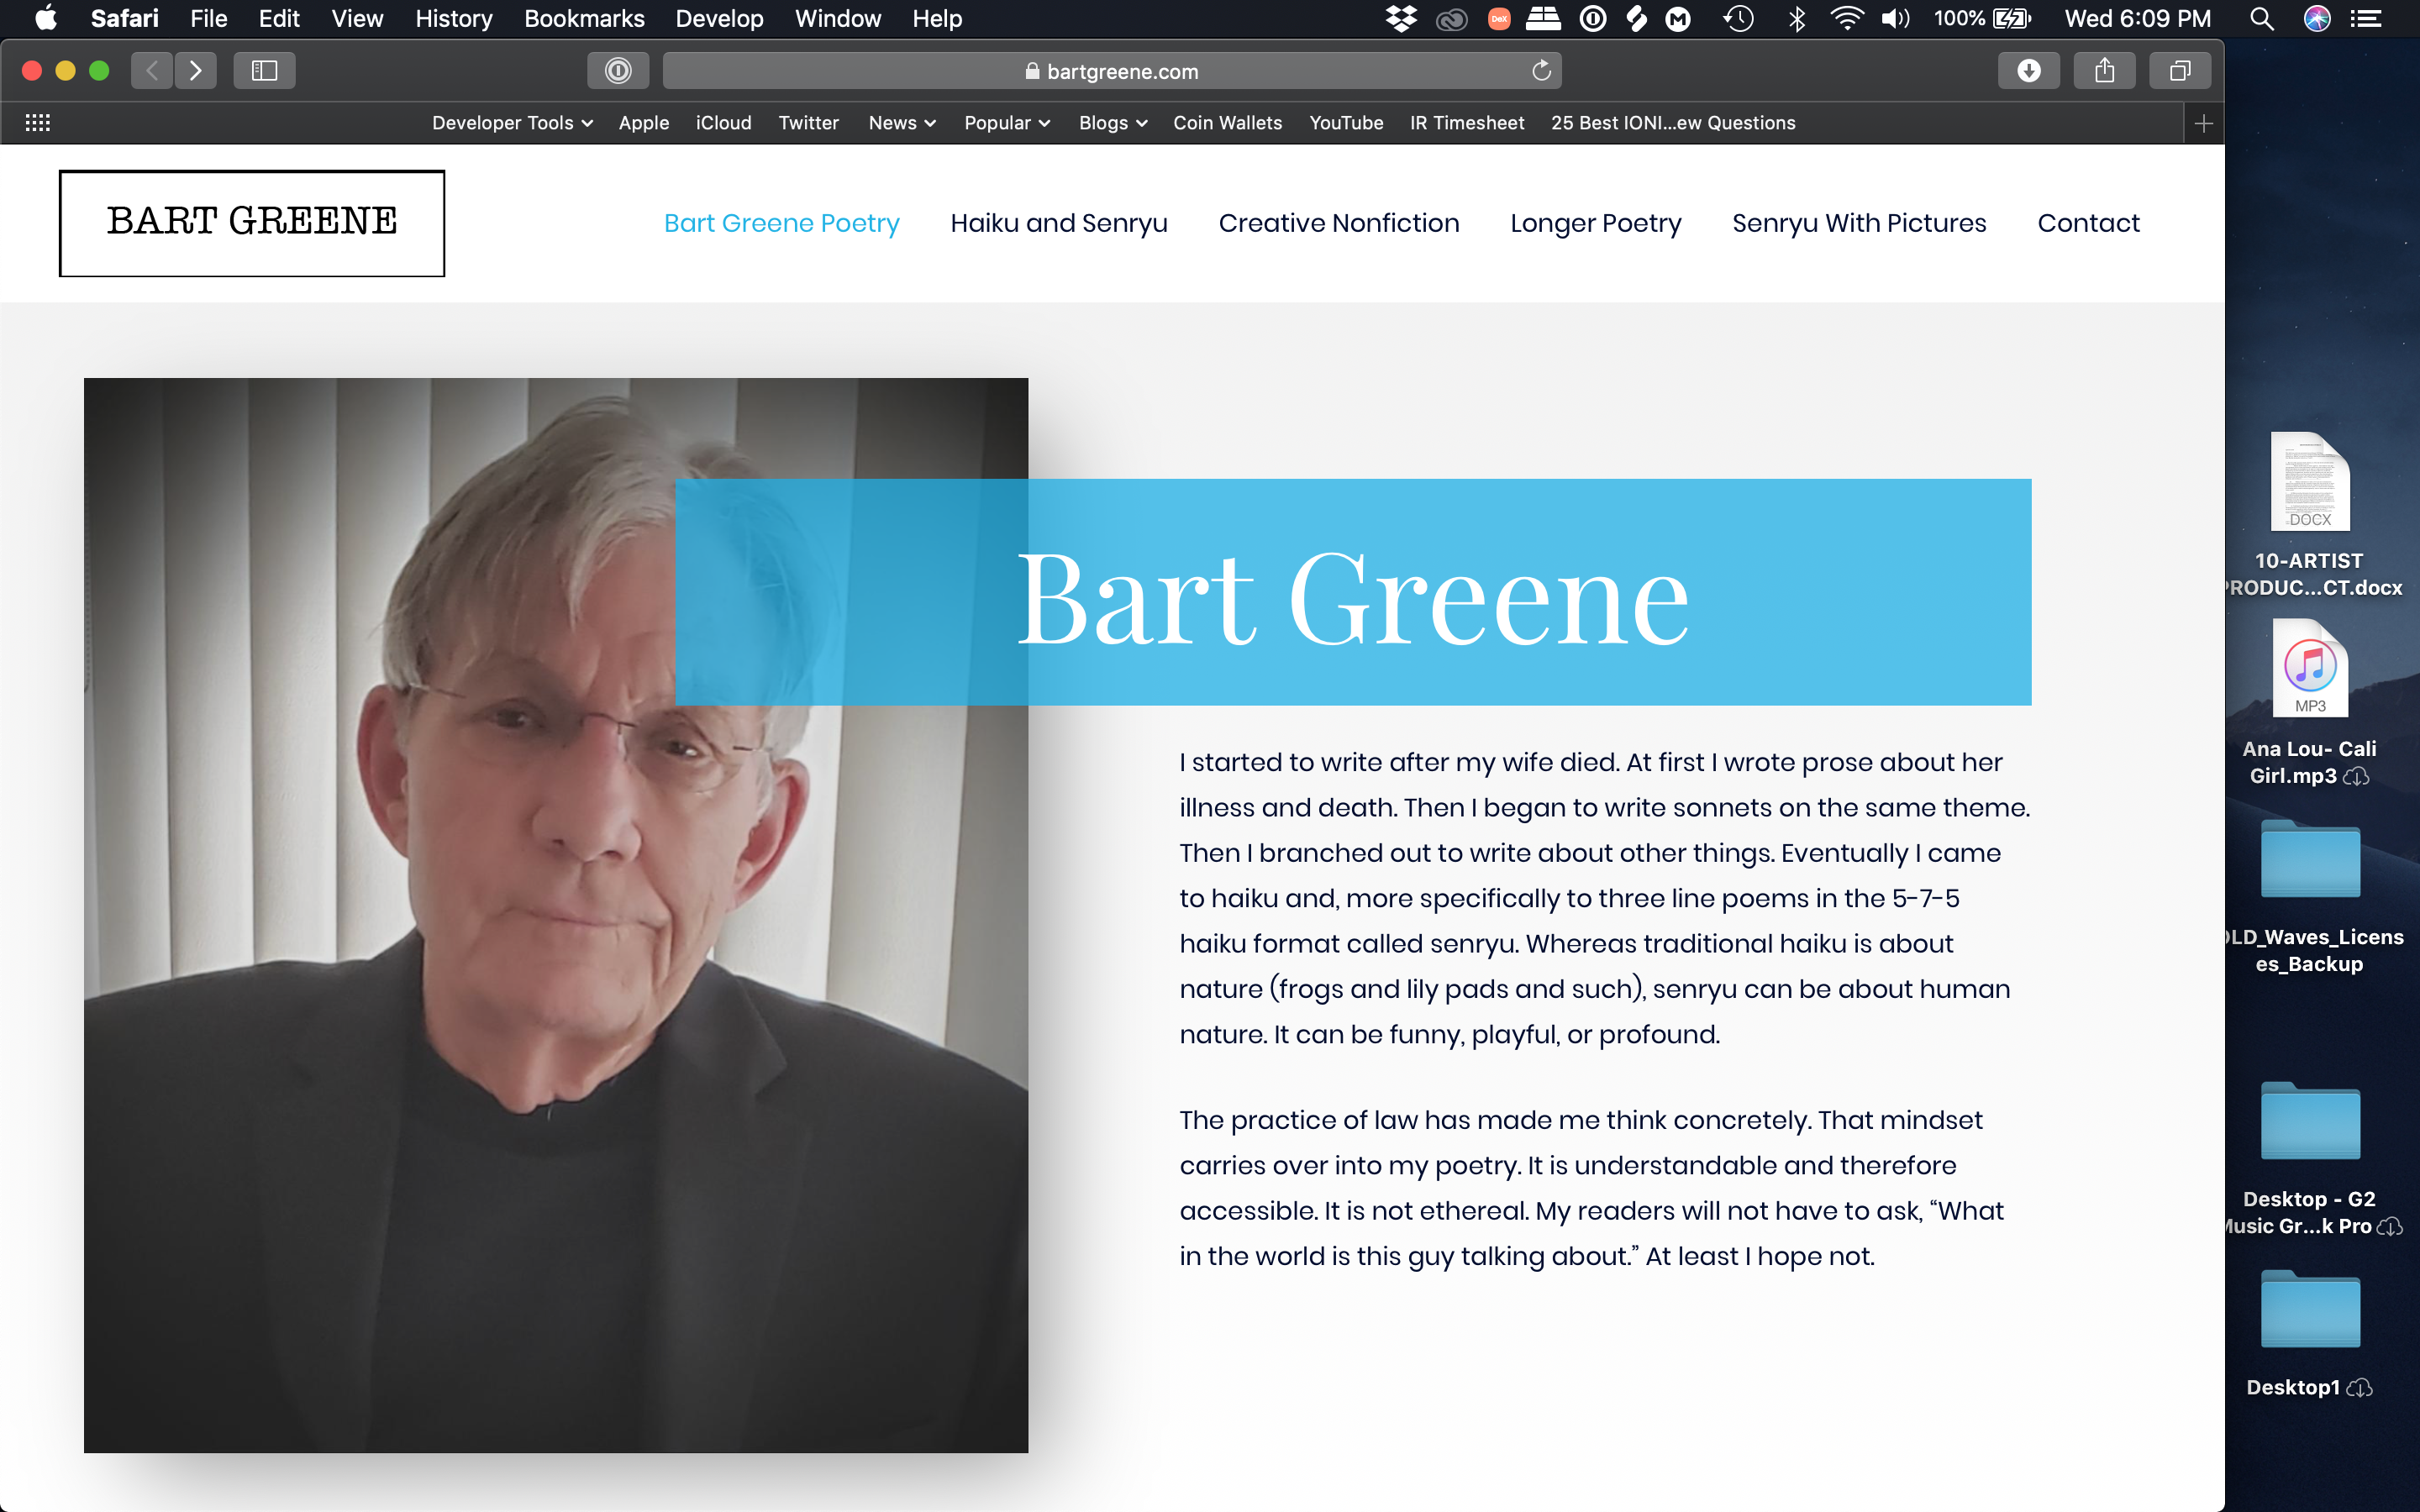 Safari File Edit View History Bookmarks Develop Window Help
DeX
100% Wed 6:09 PM
bartgreene.com
Developer Tools Apple iCloud Twitter News Popular Blogs Coin Wallets YouTube IR Timesheet 25 Best IONI...ew Questions
BART GREENE
Bart Greene Poetry Haiku and Senryu Creative Nonfiction Longer Poetry Senryu With Pictures Contact
Bart Greene
I started to write after my wife died. At first I wrote prose about her
illness and death. Then I began to write sonnets on the same theme.
Then I branched out to write about other things. Eventually I came
to haiku and, more specifically to three line poems in the 5-7-5
haiku format called senryu. Whereas traditional haiku is about
nature (frogs and lily pads and such), senryu can be about human
nature. It can be funny, playful, or profound.
The practice of law has made me think concretely. That mindset
carries over into my poetry. It is understandable and therefore
accessible. It is not ethereal. My readers will not have to ask, “What
in the world is this guy talking about.” At least I hope not.
DOCX
10-ARTIST
PRODUC...CT.docx
MP3
Ana Lou- Cali
Girl.mp3
OLD_Waves_Licens
es_Backup
Desktop - G2
Music Gr...k Pro
Desktop1